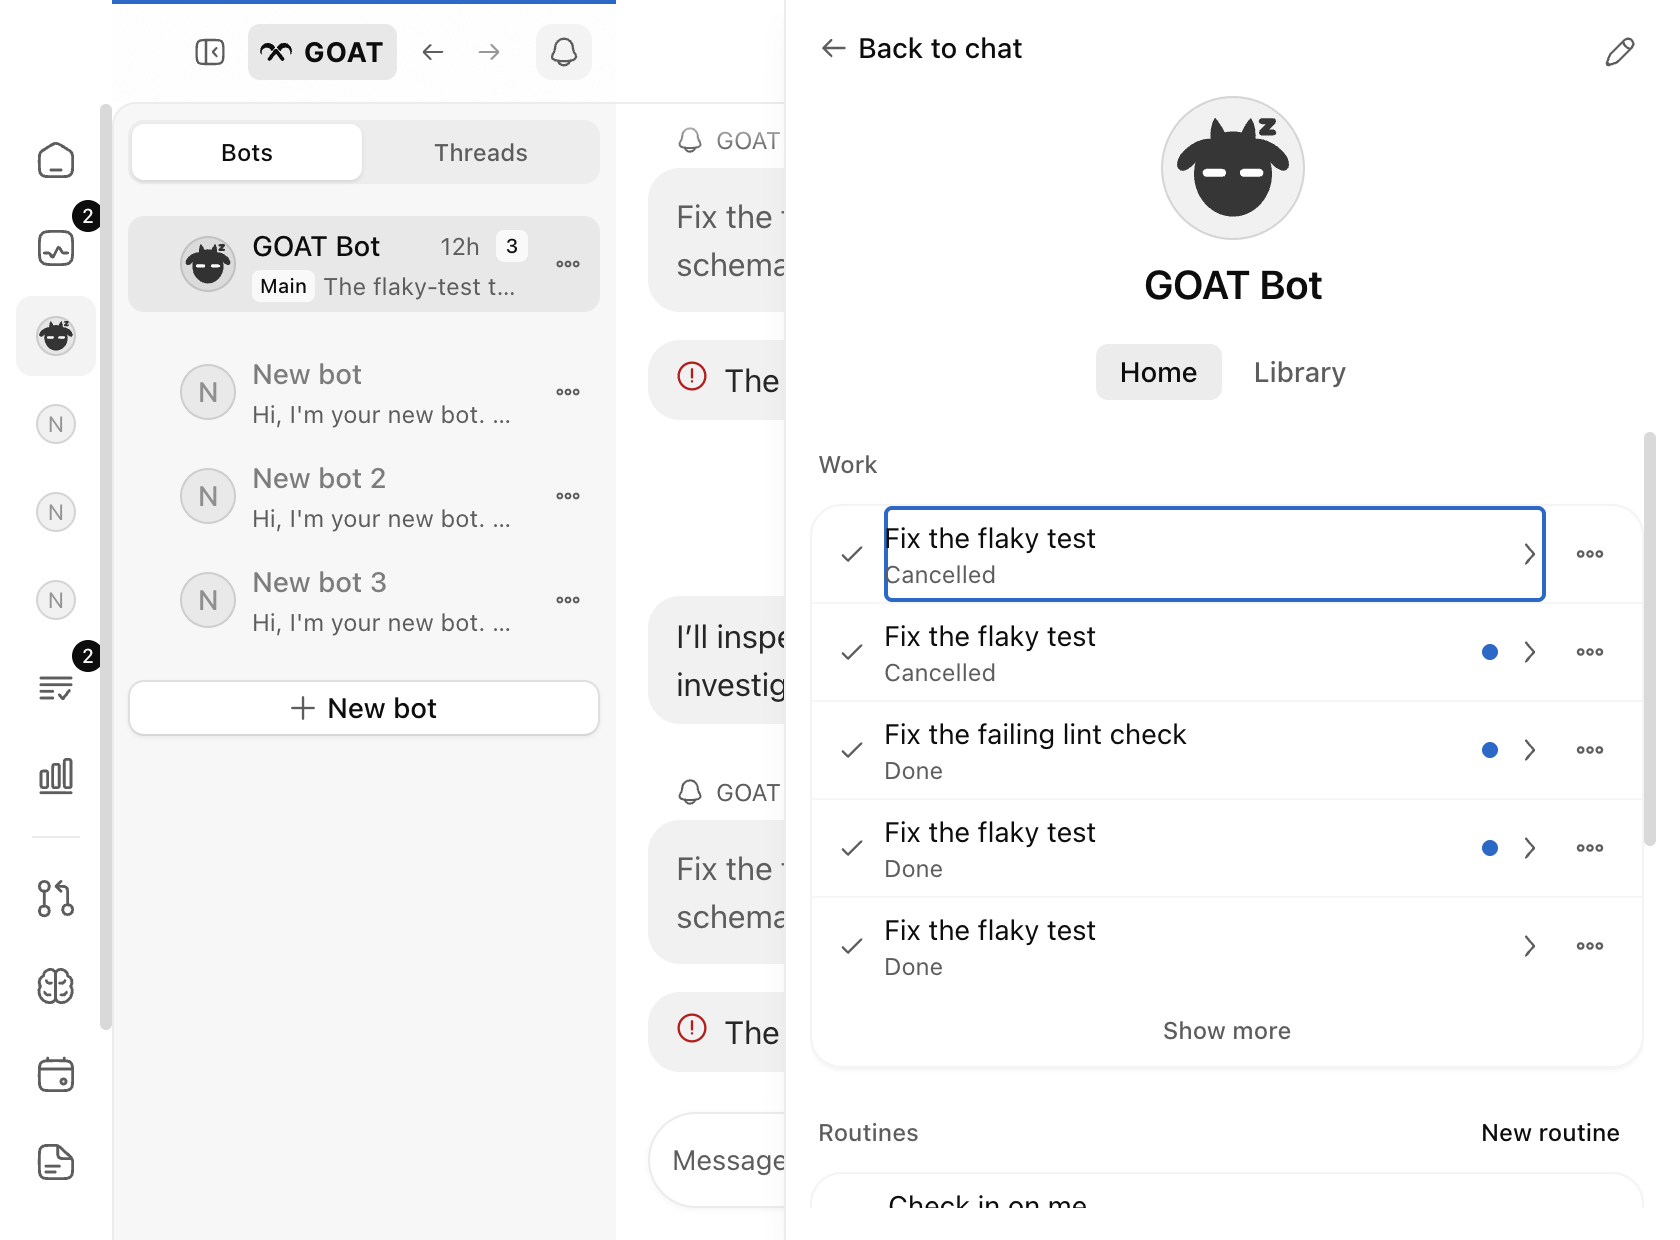 GOAT
Bots
Threads
2
GOAT Bot 12h 3
Main The flaky-test t...
N New bot
Hi, I'm your new bot. ...
N New bot 2
Hi, I'm your new bot. ...
N New bot 3
Hi, I'm your new bot. ...
New bot
N
N
N
2
GOAT
Fix the
schema
The
I'll inspe
investig
GOAT
Fix the
schema
The
Message
Back to chat
GOAT Bot
Home
Library
Work
Fix the flaky test
Cancelled
Fix the flaky test
Cancelled
Fix the failing lint check
Done
Fix the flaky test
Done
Fix the flaky test
Done
Show more
Routines
New routine
Check in on me